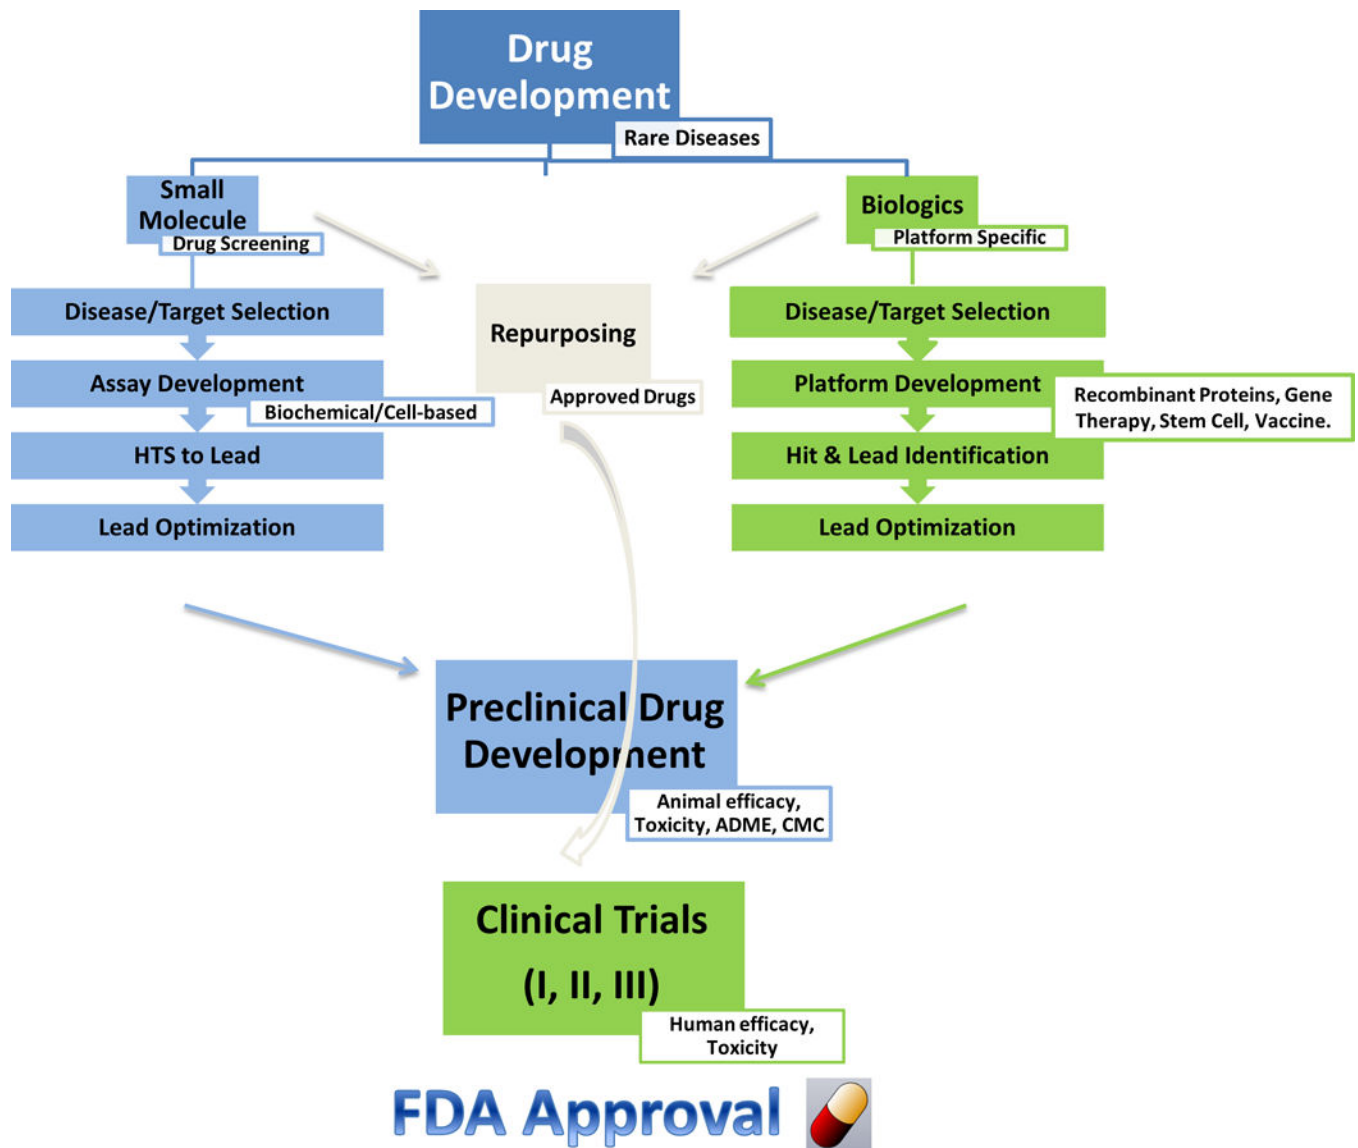 Drug
Development
Rare Diseases
Small
Molecule
Drug Screening
Biologics
Platform Specific
Disease/Target Selection
Assay Development
Biochemical/Cell-based
HTS to Lead
Lead Optimization
Repurposing
Approved Drugs
Disease/Target Selection
Platform Development
Recombinant Proteins, Gene
Therapy, Stem Cell, Vaccine.
Hit & Lead Identification
Lead Optimization
Preclinical Drug
Development
Animal efficacy,
Toxicity, ADME, CMC
Clinical Trials
(I, II, III)
Human efficacy,
Toxicity
FDA Approval